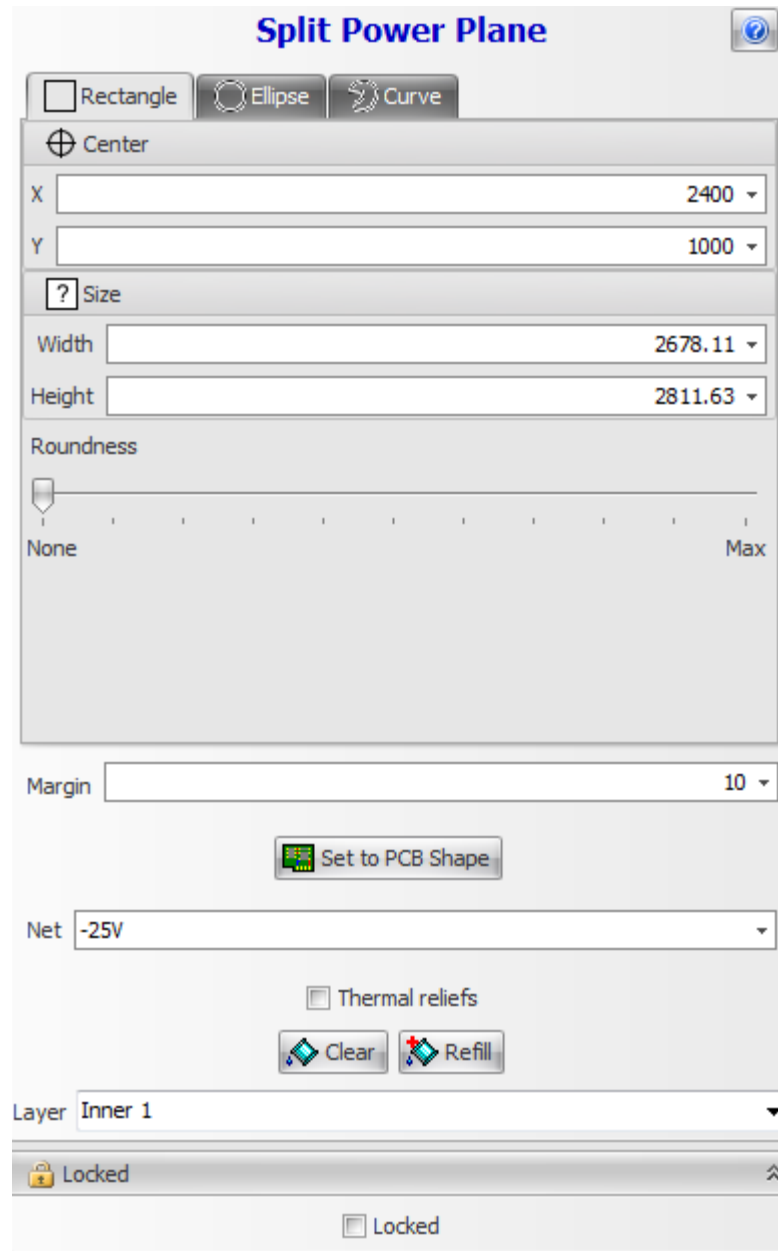 Split Power Plane
Rectangle Ellipse Curve
Center
X 2400
Y 1000
? Size
Width 2678.11
Height 2811.63
Roundness
None Max
Margin 10
Set to PCB Shape
Net -25V
Thermal reliefs
Clear Refill
Layer Inner 1
Locked
Locked